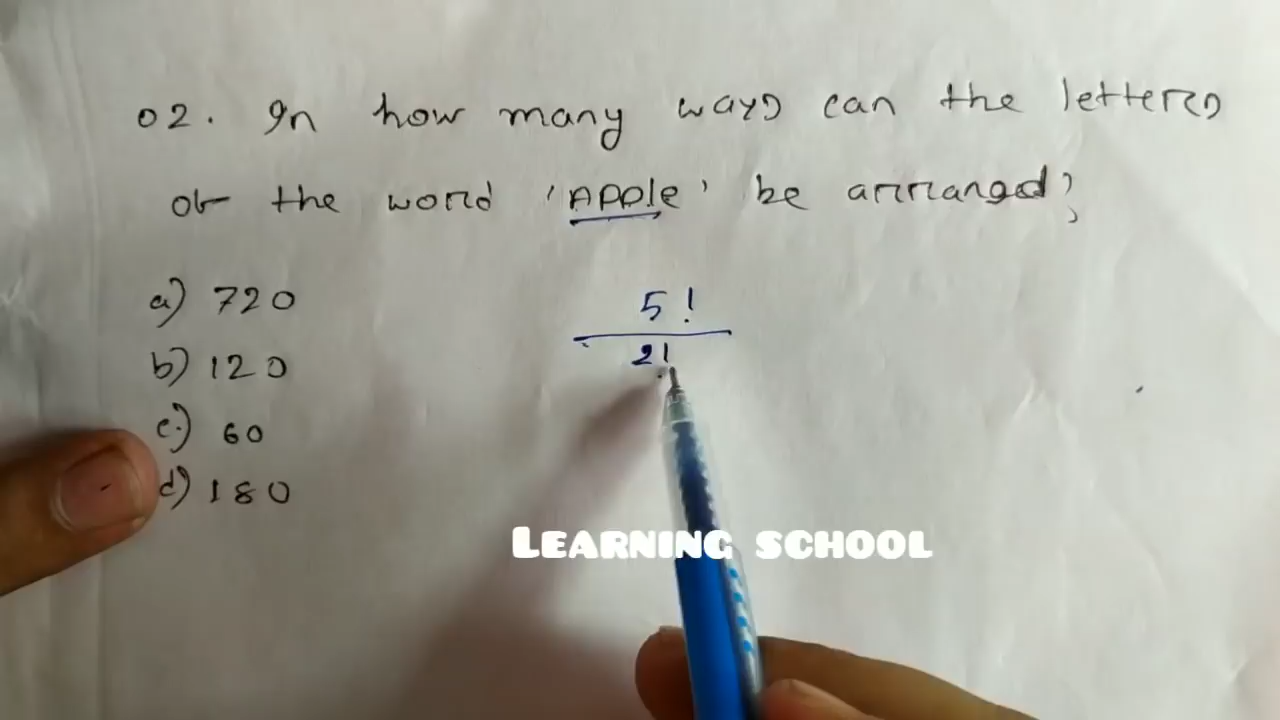 02. In how many ways can the letters
of the word 'APPle' be arranged?
a) 720
b) 120
c) 60
d) 180
5!
2!
LEARNING SCHOOL